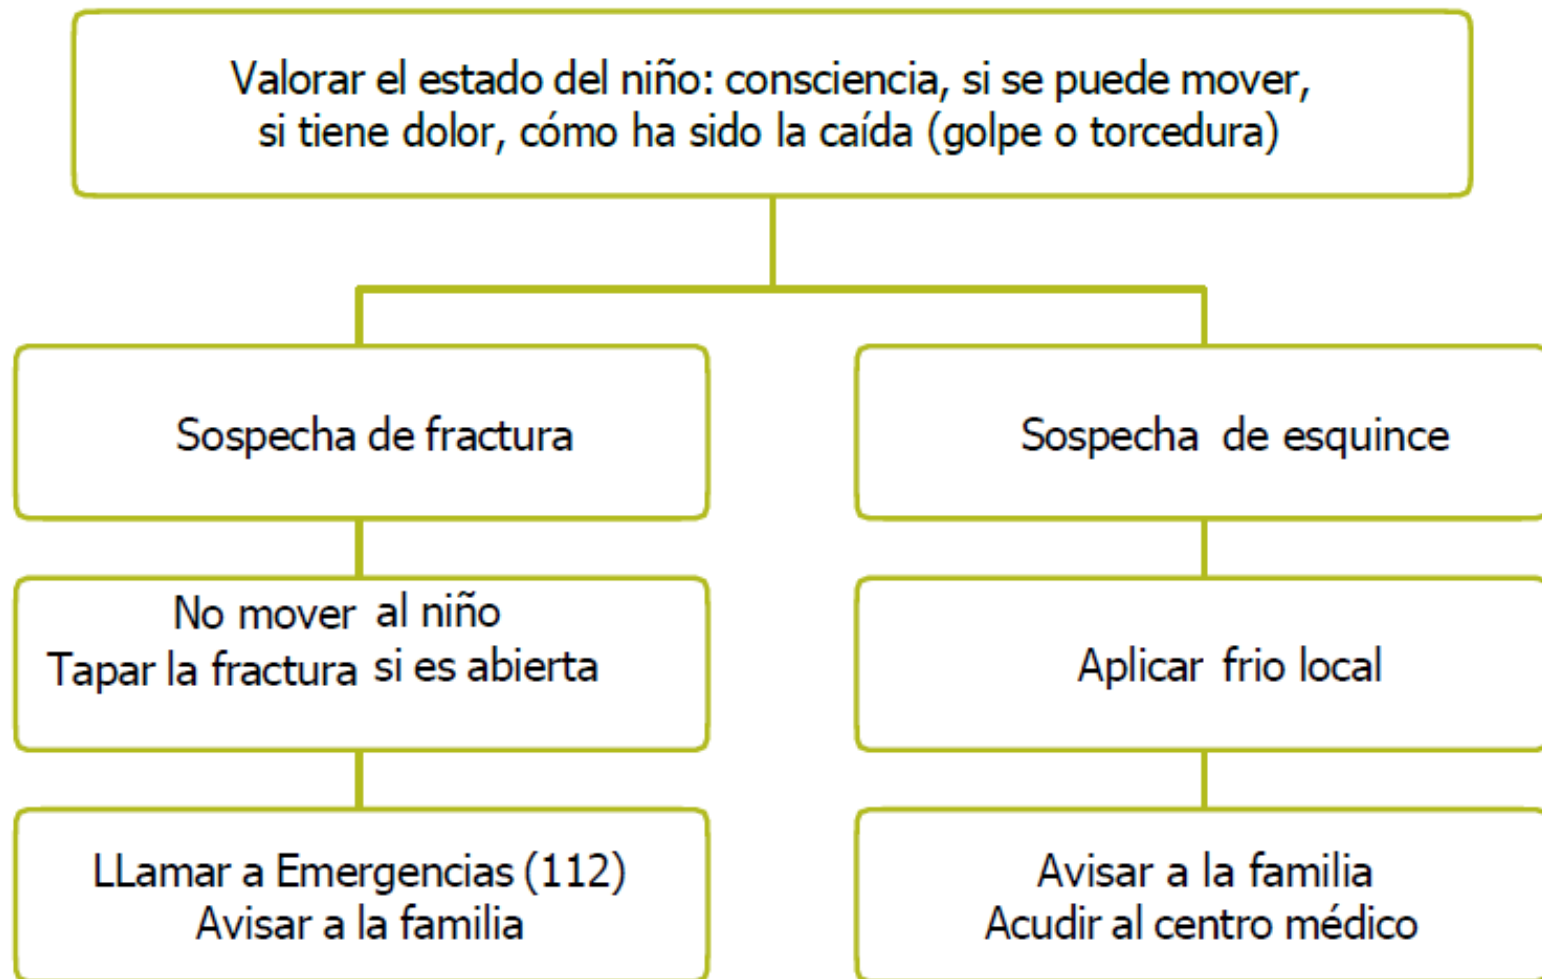 Valorar el estado del niño: consciencia, si se puede mover,
si tiene dolor, cómo ha sido la caída (golpe o torcedura)
Sospecha de fractura
Sospecha de esquince
No mover al niño
Tapar la fractura si es abierta
Aplicar frio local
LLamar a Emergencias (112)
Avisar a la familia
Avisar a la familia
Acudir al centro médico